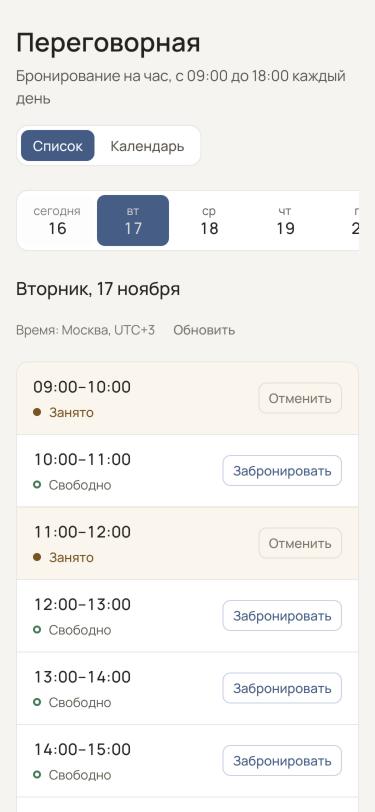 Переговорная
Бронирование на час, с 09:00 до 18:00 каждый
день
Список Календарь
сегодня вт ср чт
16 17 18 19
Вторник, 17 ноября
Время: Москва, UTC+3 Обновить
09:00–10:00
Занято
Отменить
10:00–11:00
Свободно
Забронировать
11:00–12:00
Занято
Отменить
12:00–13:00
Свободно
Забронировать
13:00–14:00
Свободно
Забронировать
14:00–15:00
Свободно
Забронировать